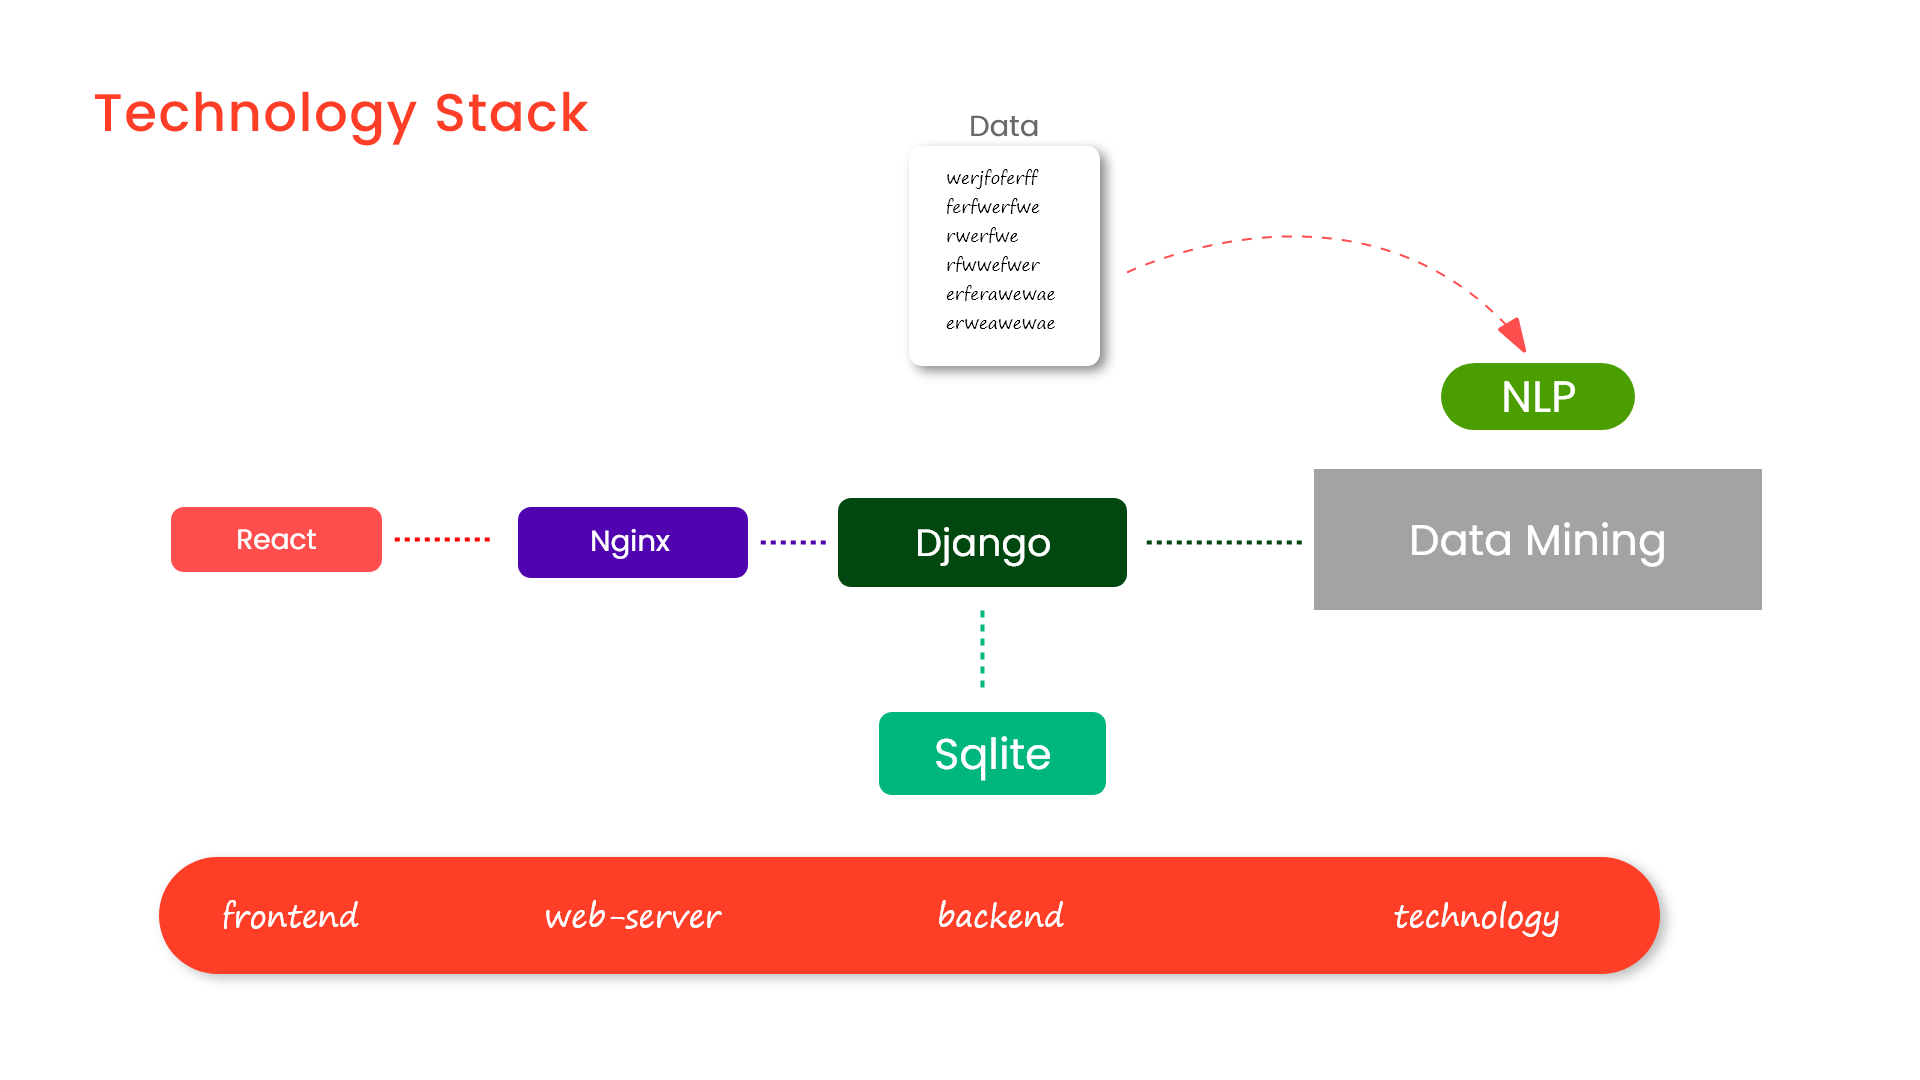 Technology Stack
Data
werjfoferff
ferfwerfwe
rwerfwe
rfwwefwer
erferawewae
erweawewae
NLP
React
Nginx
Django
Data Mining
Sqlite
frontend
web-server
backend
technology